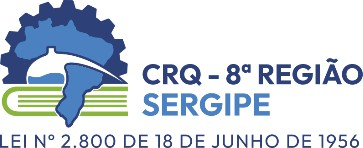 CRQ - 8ª REGIÃO
SERGIPE
LEI Nº 2.800 DE 18 DE JUNHO DE 1956